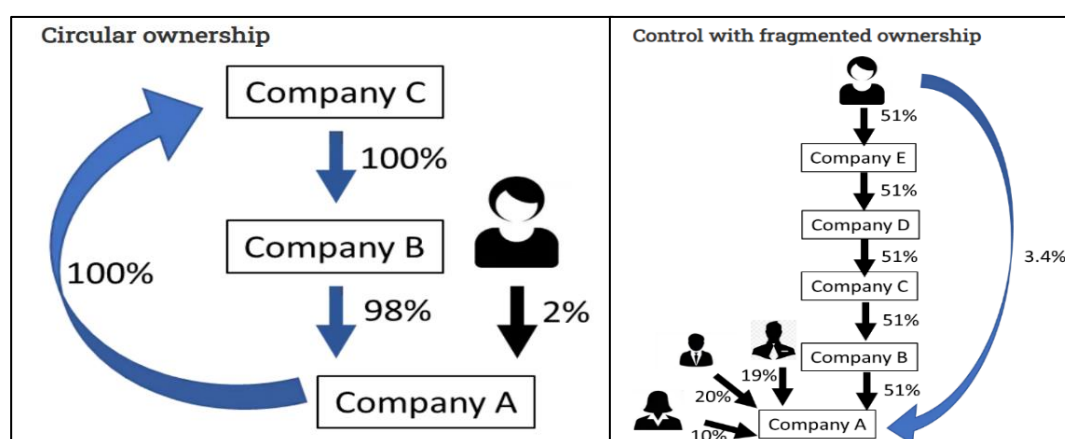 Circular ownership
Company C
100%
Company B
100%
98%
2%
Company A
Control with fragmented ownership
51%
Company E
51%
Company D
51%
3.4%
Company C
51%
Company B
19%
20%
51%
Company A
10%